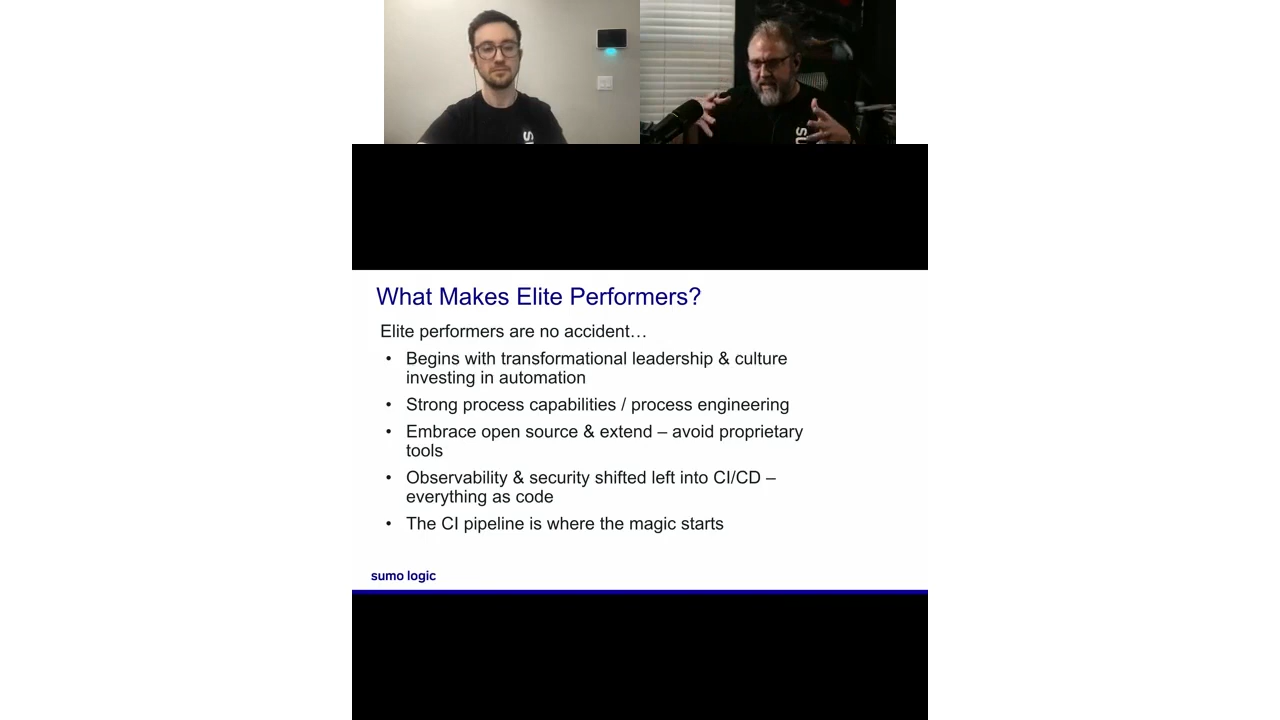 SU
SU
What Makes Elite Performers?
Elite performers are no accident…
• Begins with transformational leadership & culture
investing in automation
• Strong process capabilities / process engineering
• Embrace open source & extend – avoid proprietary
tools
• Observability & security shifted left into CI/CD –
everything as code
• The CI pipeline is where the magic starts
sumo logic